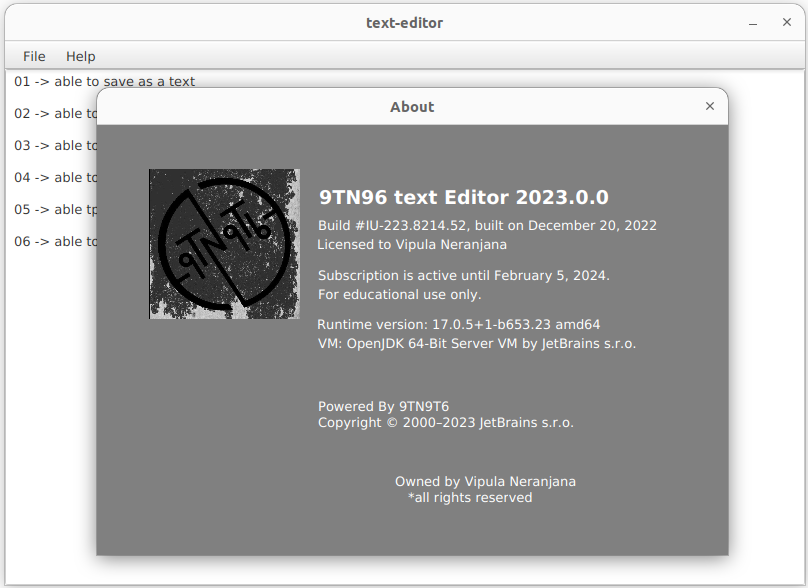 text-editor
File Help
01 -> able to save as a text
02 -> able to
03 -> able to
04 -> able to
05 -> able tp
06 -> able to
About
9TN9T6
9TN96 text Editor 2023.0.0
Build #IU-223.8214.52, built on December 20, 2022
Licensed to Vipula Neranjana
Subscription is active until February 5, 2024.
For educational use only.
Runtime version: 17.0.5+1-b653.23 amd64
VM: OpenJDK 64-Bit Server VM by JetBrains s.r.o.
Powered By 9TN9T6
Copyright © 2000–2023 JetBrains s.r.o.
Owned by Vipula Neranjana
*all rights reserved